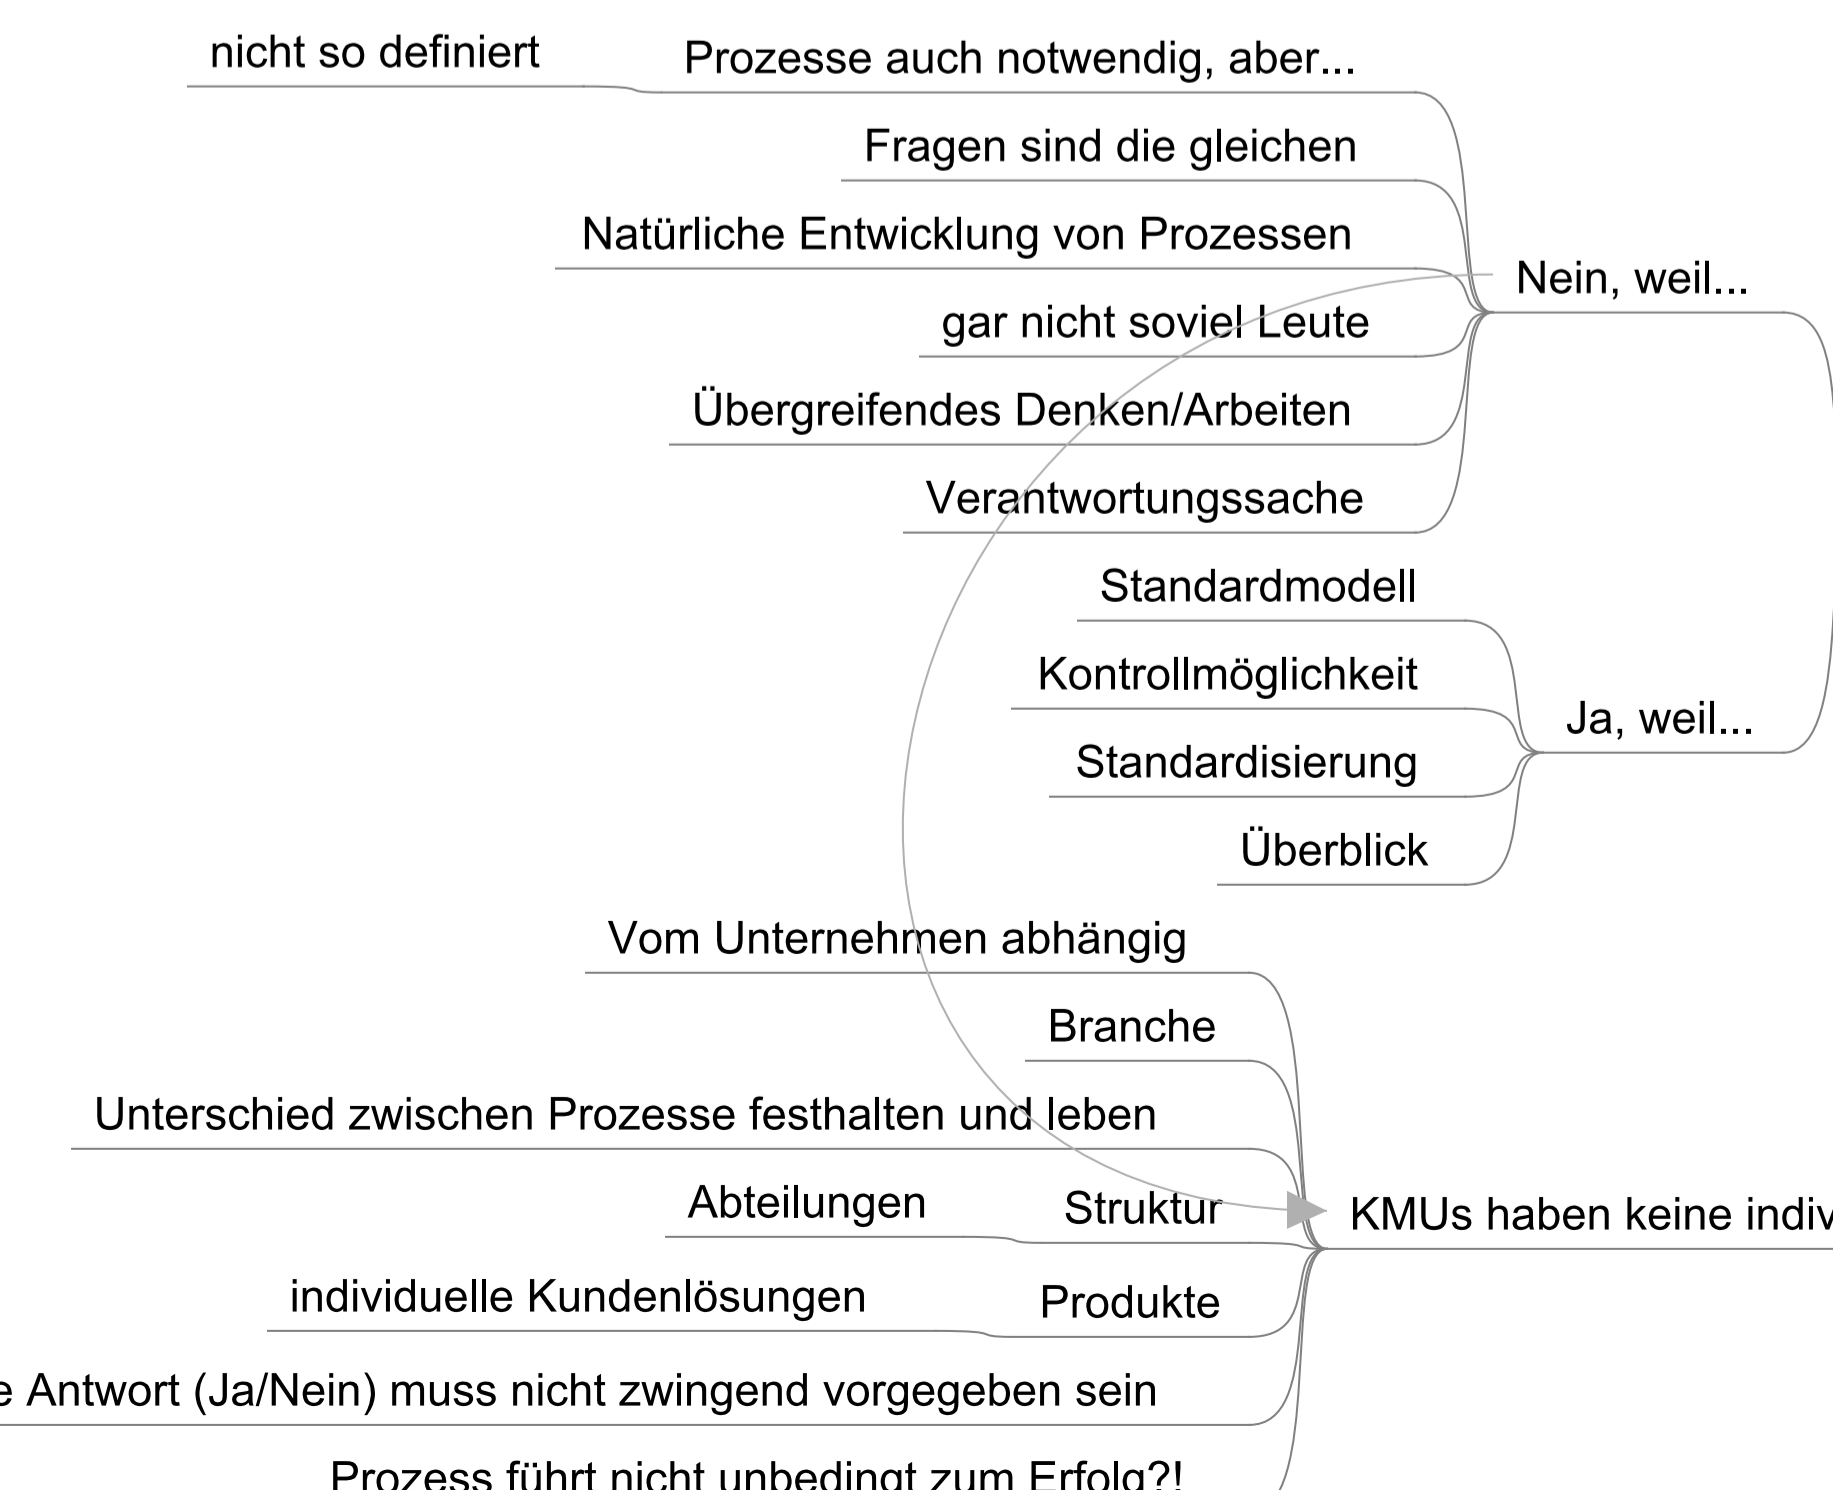 nicht so definiert
Prozesse auch notwendig, aber...
Fragen sind die gleichen
Natürliche Entwicklung von Prozessen
Nein, weil...
gar nicht soviel Leute
Übergreifendes Denken/Arbeiten
Verantwortungssache
Standardmodell
Kontrollmöglichkeit
Ja, weil...
Standardisierung
Überblick
Vom Unternehmen abhängig
Branche
Unterschied zwischen Prozesse festhalten und leben
Abteilungen
Struktur
KMUs haben keine
individuelle Kundenlösungen
Produkte
Antwort (Ja/Nein) muss nicht zwingend vorgegeben sein
Prozess führt nicht unbedingt zum Erfolg?!